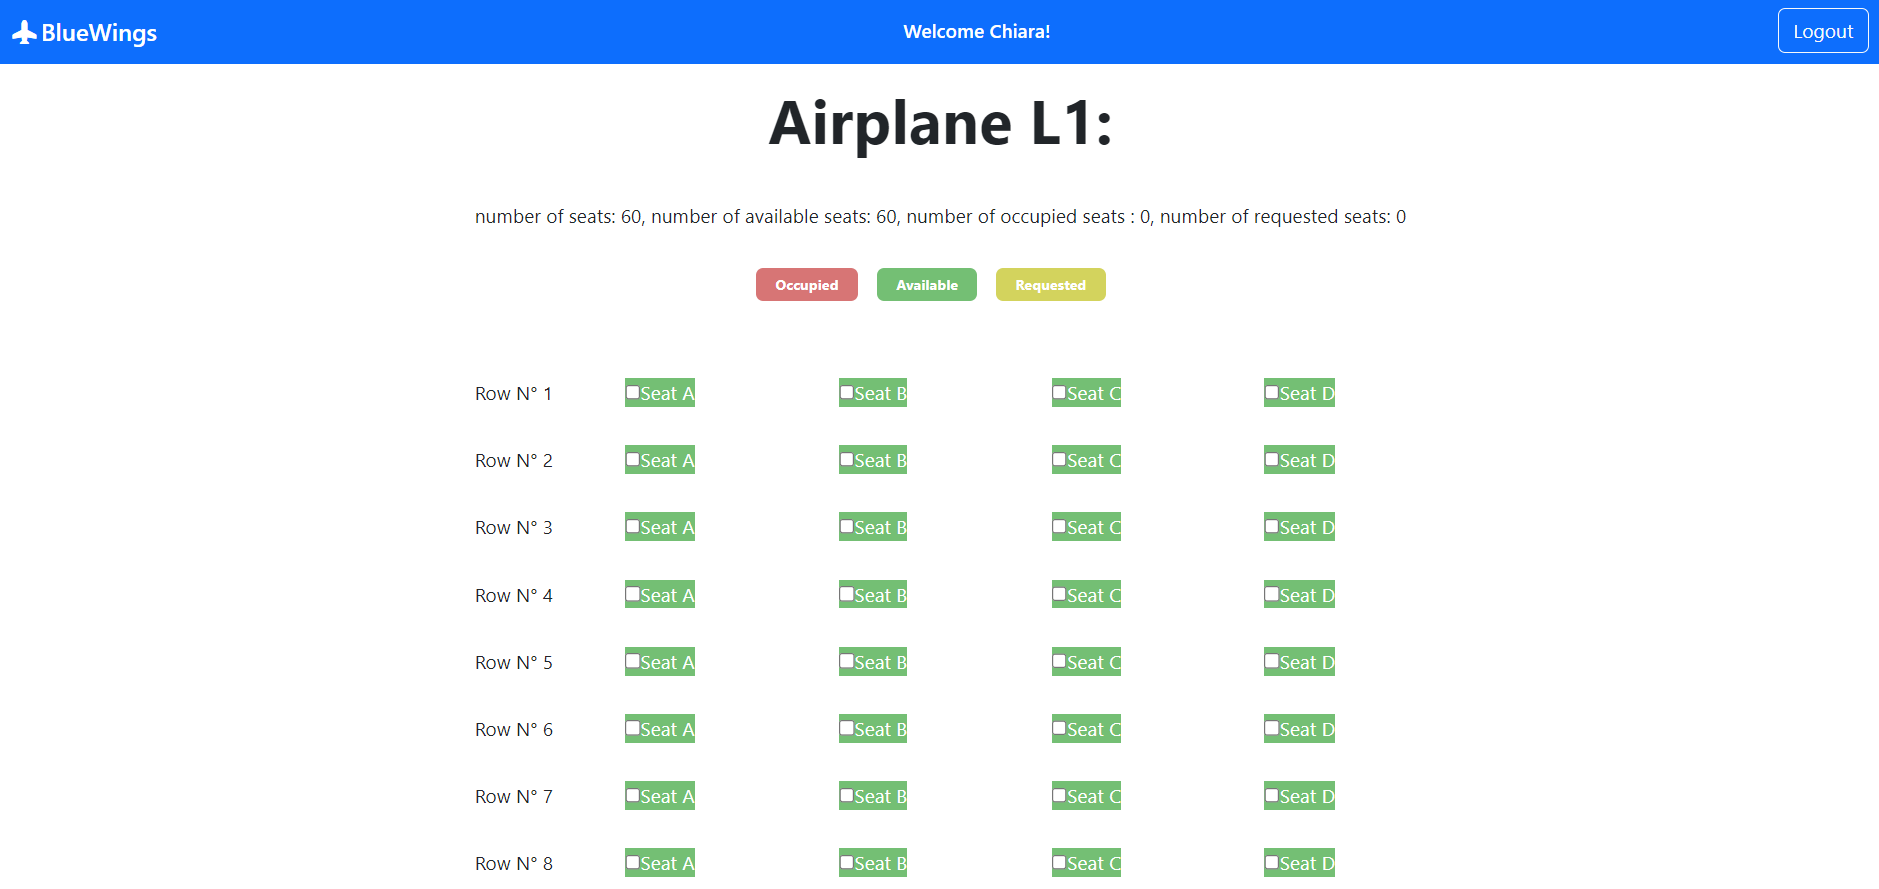 BlueWings Welcome Chiara! Logout
Airplane L1:
number of seats: 60, number of available seats: 60, number of occupied seats : 0, number of requested seats: 0
Occupied Available Requested
Row N° 1 Seat A Seat B Seat C Seat D
Row N° 2 Seat A Seat B Seat C Seat D
Row N° 3 Seat A Seat B Seat C Seat D
Row N° 4 Seat A Seat B Seat C Seat D
Row N° 5 Seat A Seat B Seat C Seat D
Row N° 6 Seat A Seat B Seat C Seat D
Row N° 7 Seat A Seat B Seat C Seat D
Row N° 8 Seat A Seat B Seat C Seat D